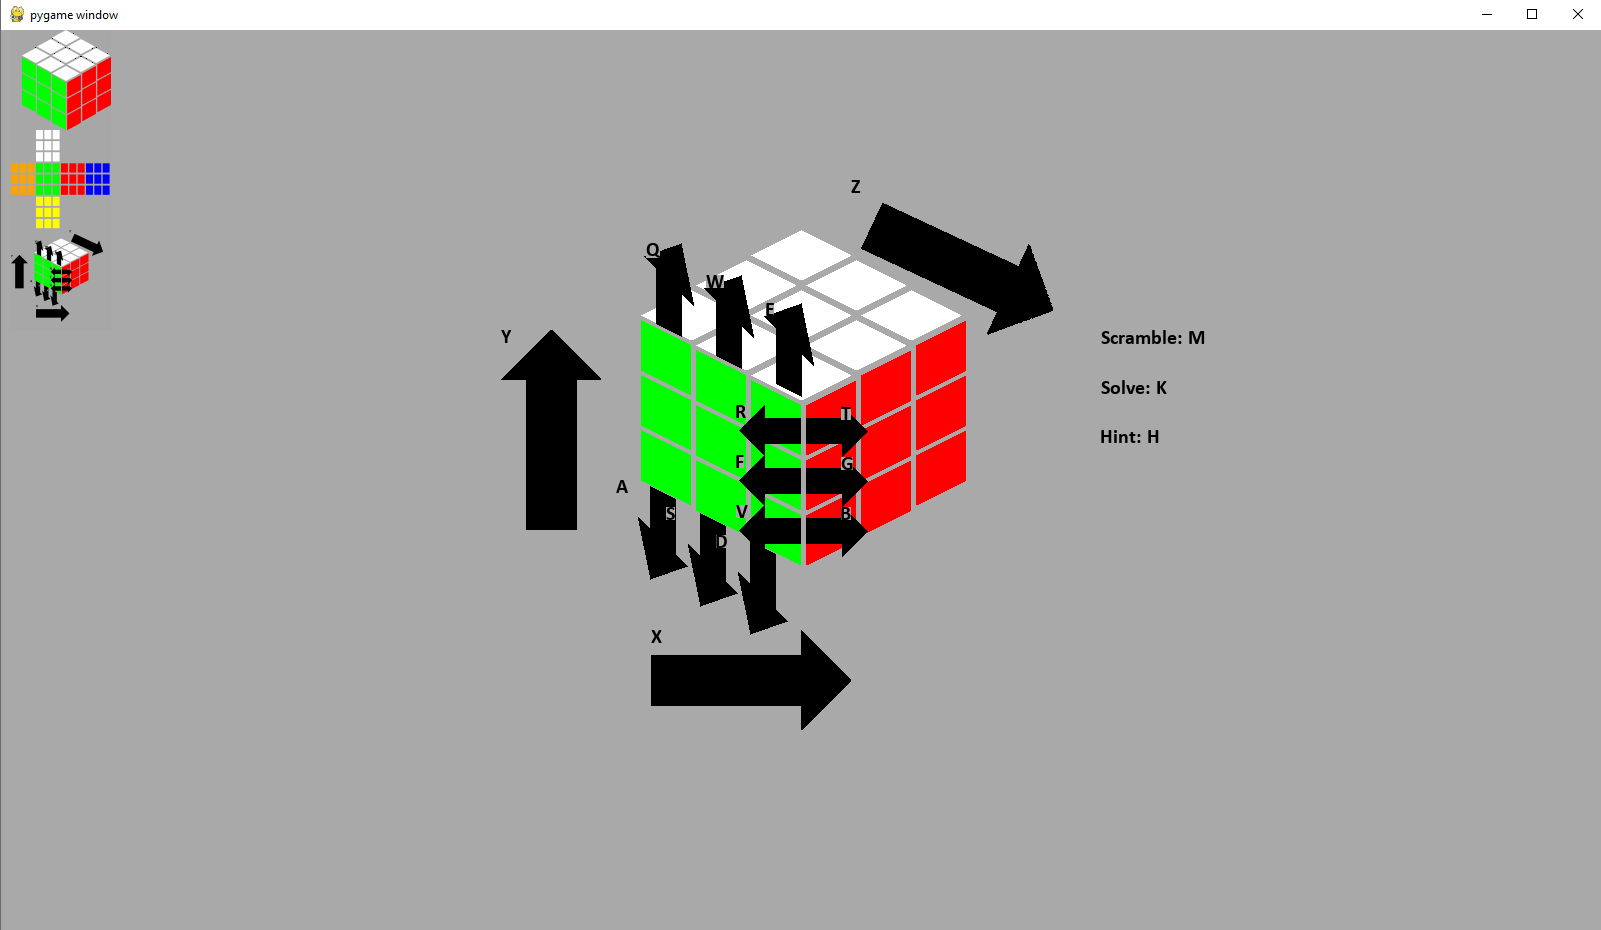 pygame window
Z
Q
W
E
Y
R
T
F
G
A
S
V
B
D
X
Scramble: M
Solve: K
Hint: H